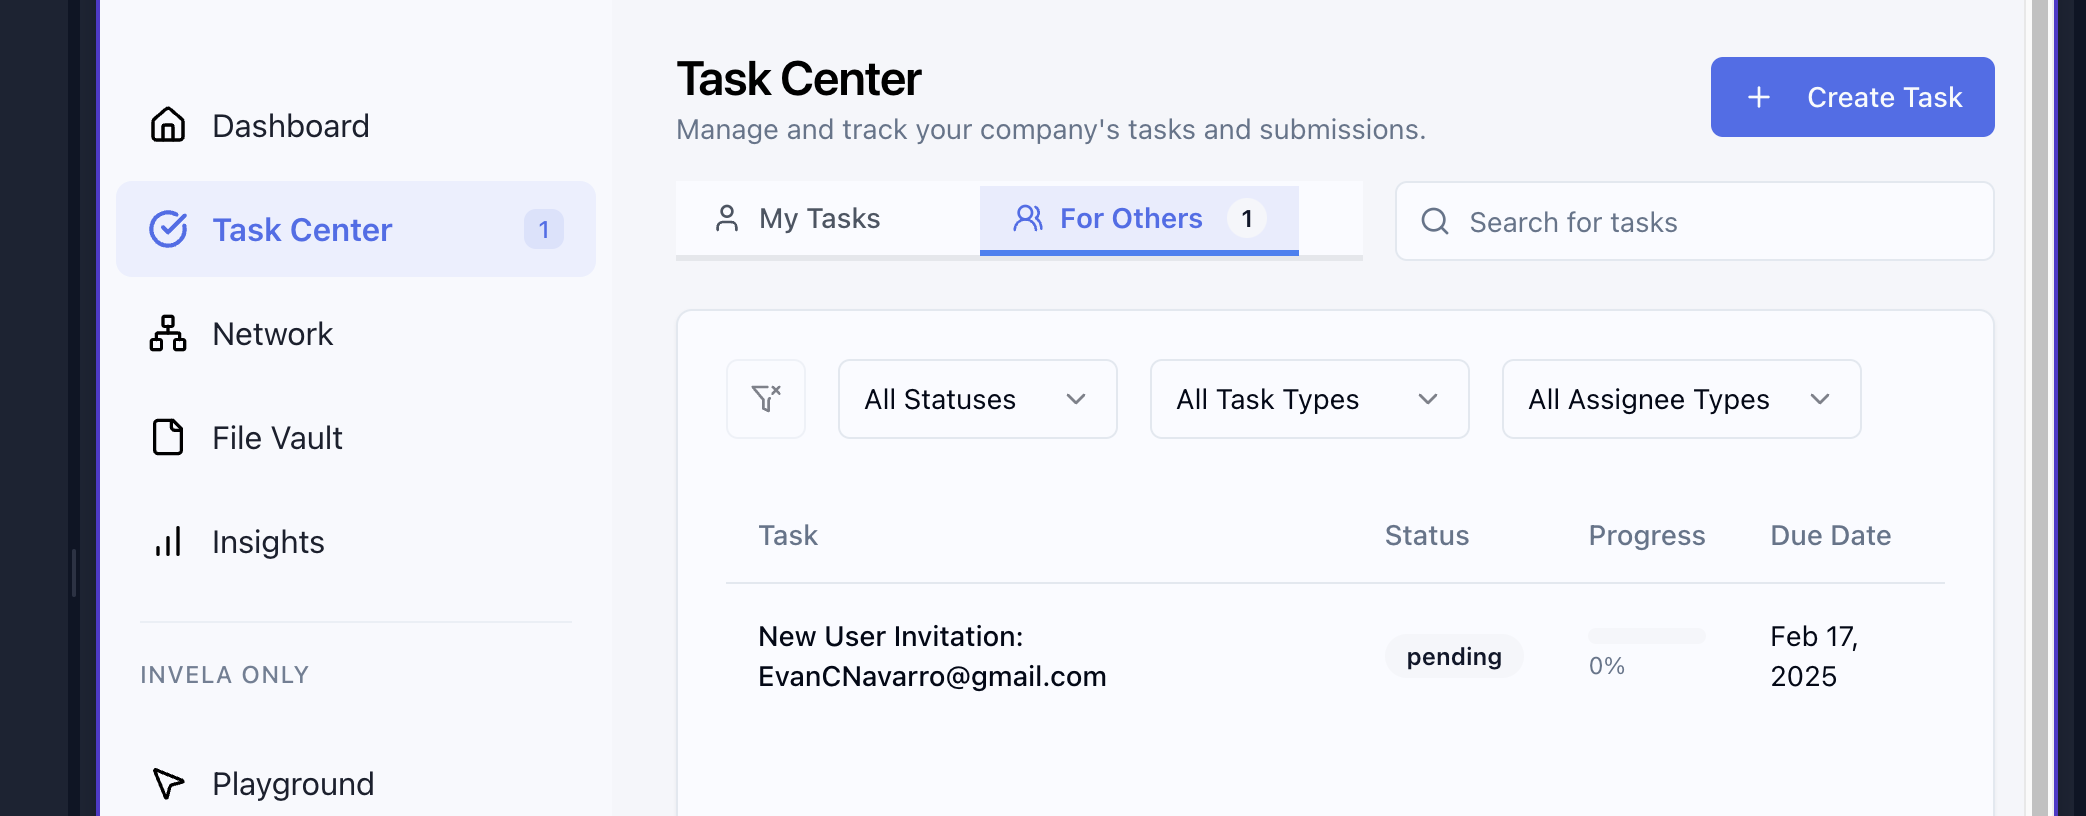 Dashboard
Task Center
1
Network
File Vault
Insights
INVELA ONLY
Playground
Task Center
Manage and track your company's tasks and submissions.
Create Task
My Tasks
For Others
1
Search for tasks
All Statuses
All Task Types
All Assignee Types
Task
Status
Progress
Due Date
New User Invitation:
EvanCNavarro@gmail.com
pending
0%
Feb 17,
2025